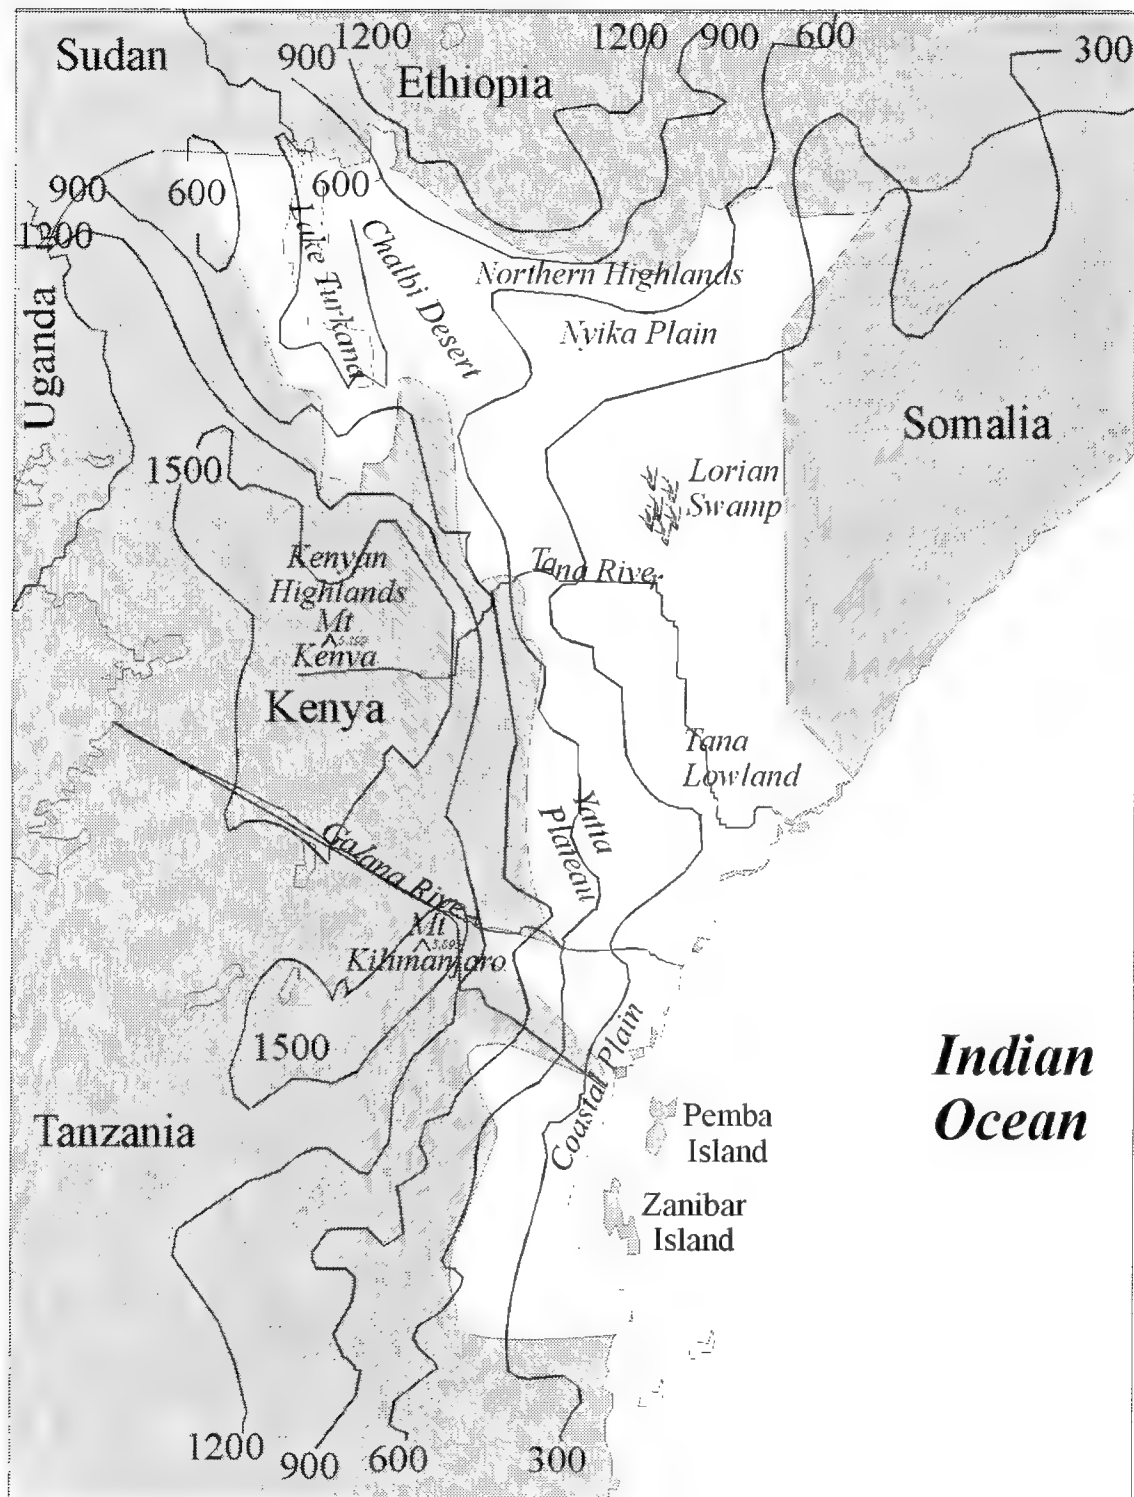 Sudan
900
1200
Ethiopia
1200
900
600
300
900
600
600
1200
Lake Turkana
Chalbi Desert
Northern Highlands
Nyika Plain
Uganda
Somalia
1500
Lorian
Swamp
Kenyan
Highlands
Mt
Kenya
Tana River
Kenya
Tana
Lowland
Yatta
Plateau
Galana River
Mt
Kilimanjaro
1500
Coastal Plain
Indian
Ocean
Tanzania
Pemba
Island
Zanibar
Island
1200
900
600
300